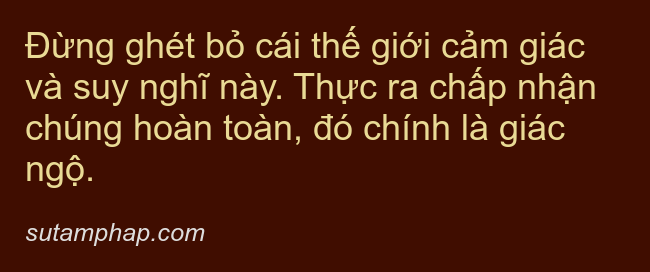 Đừng ghét bỏ cái thế giới cảm giác
và suy nghĩ này. Thực ra chấp nhận
chúng hoàn toàn, đó chính là giác
ngộ.
sutamphap.com